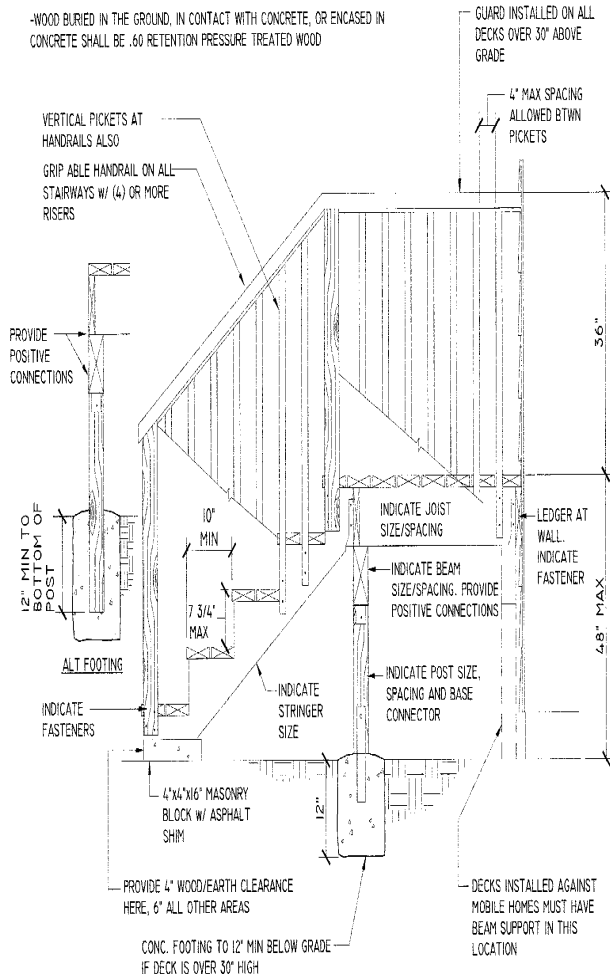 -WOOD BURIED IN THE GROUND, IN CONTACT WITH CONCRETE, OR ENCASED IN
CONCRETE SHALL BE .60 RETENTION PRESSURE TREATED WOOD
GUARD INSTALLED ON ALL
DECKS OVER 30" ABOVE
GRADE
4" MAX SPACING
ALLOWED BTWN
PICKETS
VERTICAL PICKETS AT
HANDRAILS ALSO
GRIP ABLE HANDRAIL ON ALL
STAIRWAYS w/ (4) OR MORE
RISERS
PROVIDE
POSITIVE
CONNECTIONS
36"
10"
MIN
INDICATE JOIST
SIZE/SPACING
LEDGER AT
WALL.
INDICATE
FASTENER
12" MIN TO
BOTTOM OF
POST
INDICATE BEAM
SIZE/SPACING. PROVIDE
POSITIVE CONNECTIONS
7 3/4"
MAX
48" MAX
ALT FOOTING
INDICATE POST SIZE,
SPACING AND BASE
CONNECTOR
INDICATE
STRINGER
SIZE
INDICATE
FASTENERS
4"x4"x16" MASONRY
BLOCK w/ ASPHALT
SHIM
12"
PROVIDE 4" WOOD/EARTH CLEARANCE
HERE, 6" ALL OTHER AREAS
DECKS INSTALLED AGAINST
MOBILE HOMES MUST HAVE
BEAM SUPPORT IN THIS
LOCATION
CONC. FOOTING TO 12" MIN BELOW GRADE
IF DECK IS OVER 30" HIGH